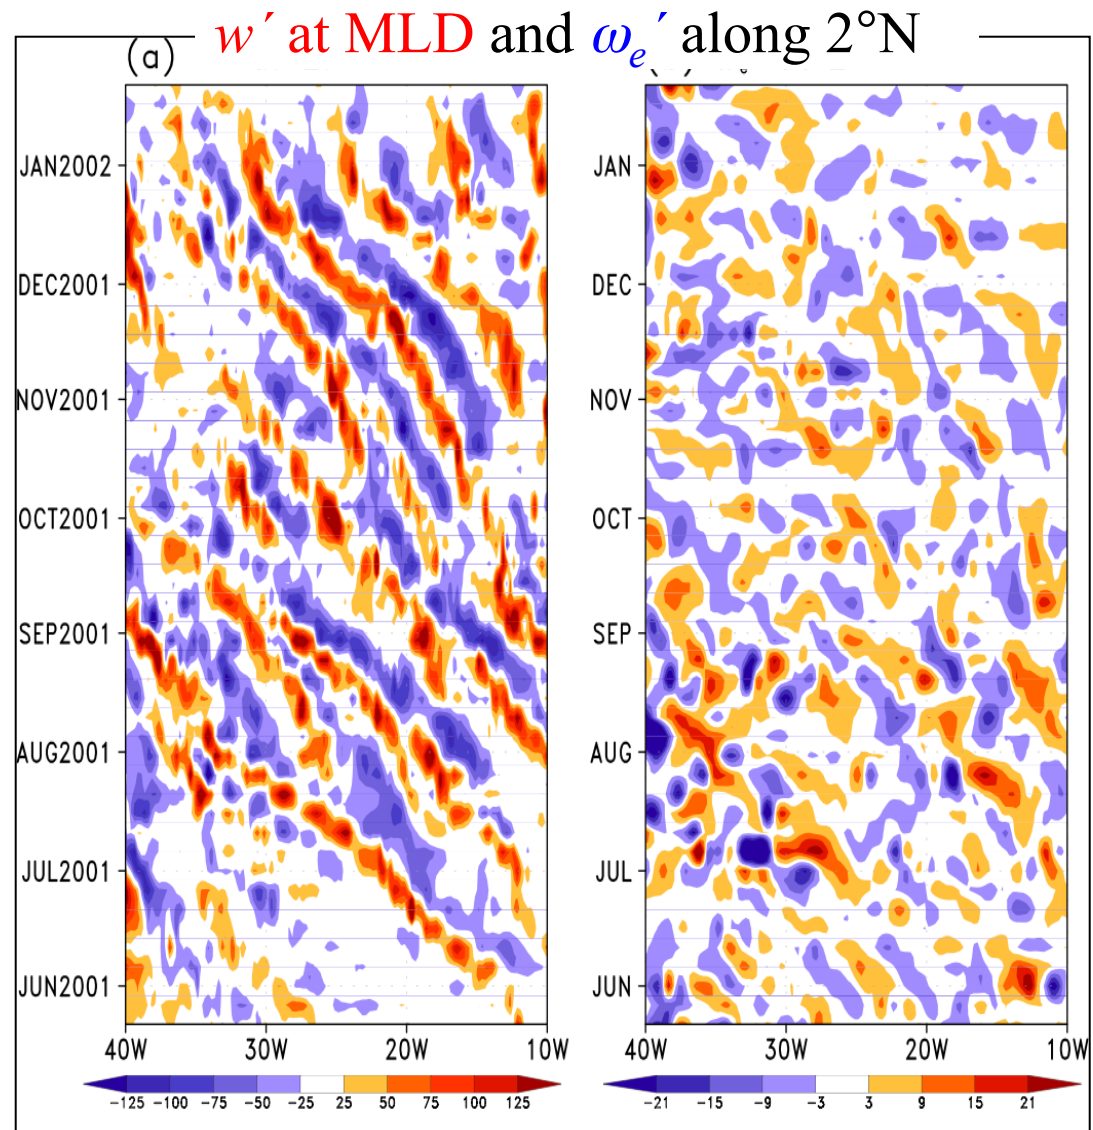 w´ at MLD and ωe´ along 2°N
(a)
JAN2002
DEC2001
NOV2001
OCT2001
SEP2001
AUG2001
JUL2001
JUN2001
40W 30W 20W 10W
-125 -100 -75 -50 -25 25 50 75 100 125
JAN
DEC
NOV
OCT
SEP
AUG
JUL
JUN
40W 30W 20W 10W
-21 -15 -9 -3 3 9 15 21